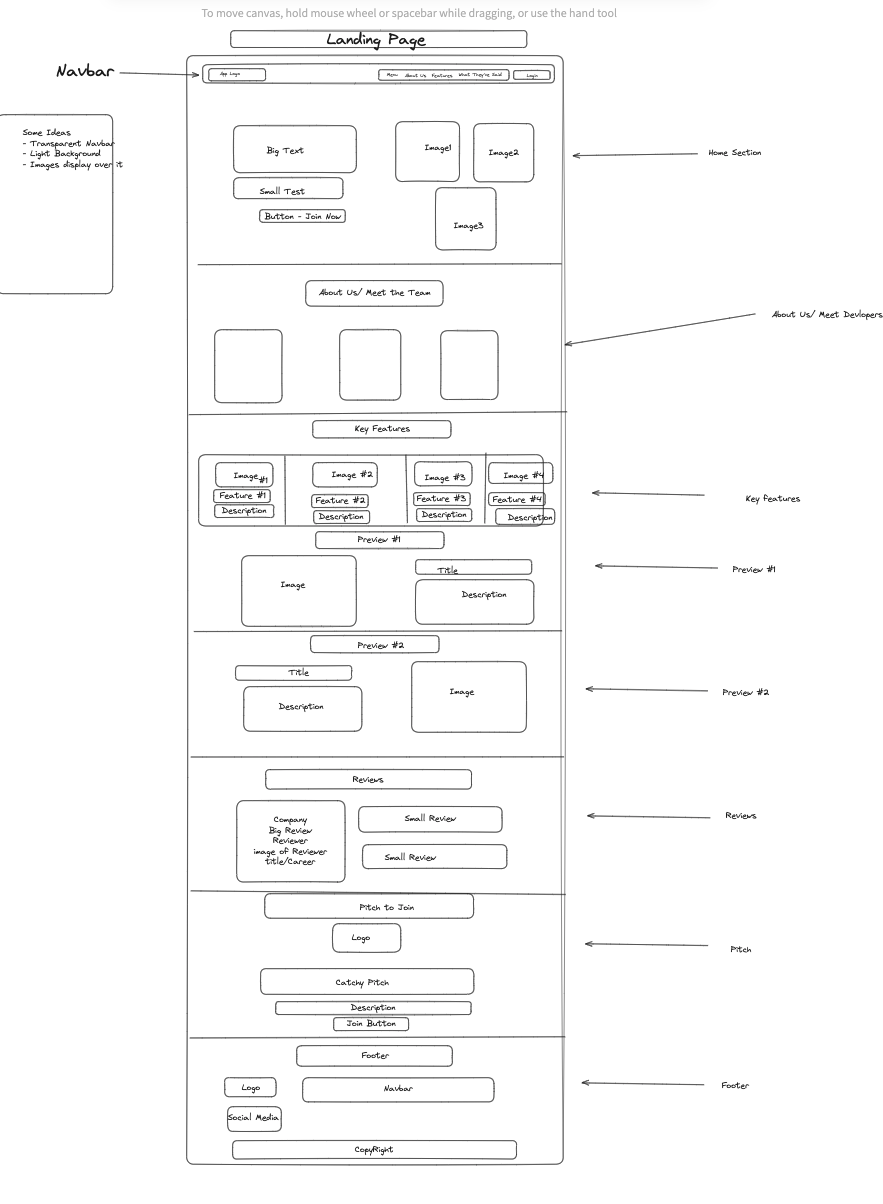 To move canvas, hold mouse wheel or spacebar while dragging, or use the hand tool
Landing Page
Navbar
App Logo
Menu About Us Features What They're Said
Login
Some Ideas
- Transparent Navbar
- Light Background
- Images display over it
Big Text
Small Test
Button - Join Now
Image1
Image2
Image3
Home Section
About Us/ Meet the Team
About Us/ Meet Devlopers
Key Features
Image #1
Feature #1
Description
Image #2
Feature #2
Description
Image #3
Feature #3
Description
Image #4
Feature #4
Description
Key features
Preview #1
Image
Title
Description
Preview #1
Preview #2
Title
Description
Image
Preview #2
Reviews
Company
Big Review
Reviewer
image of Reviewer
title/Career
Small Review
Small Review
Reviews
Pitch to Join
Logo
Catchy Pitch
Description
Join Button
Pitch
Footer
Logo
Navbar
Social Media
CopyRight
Footer